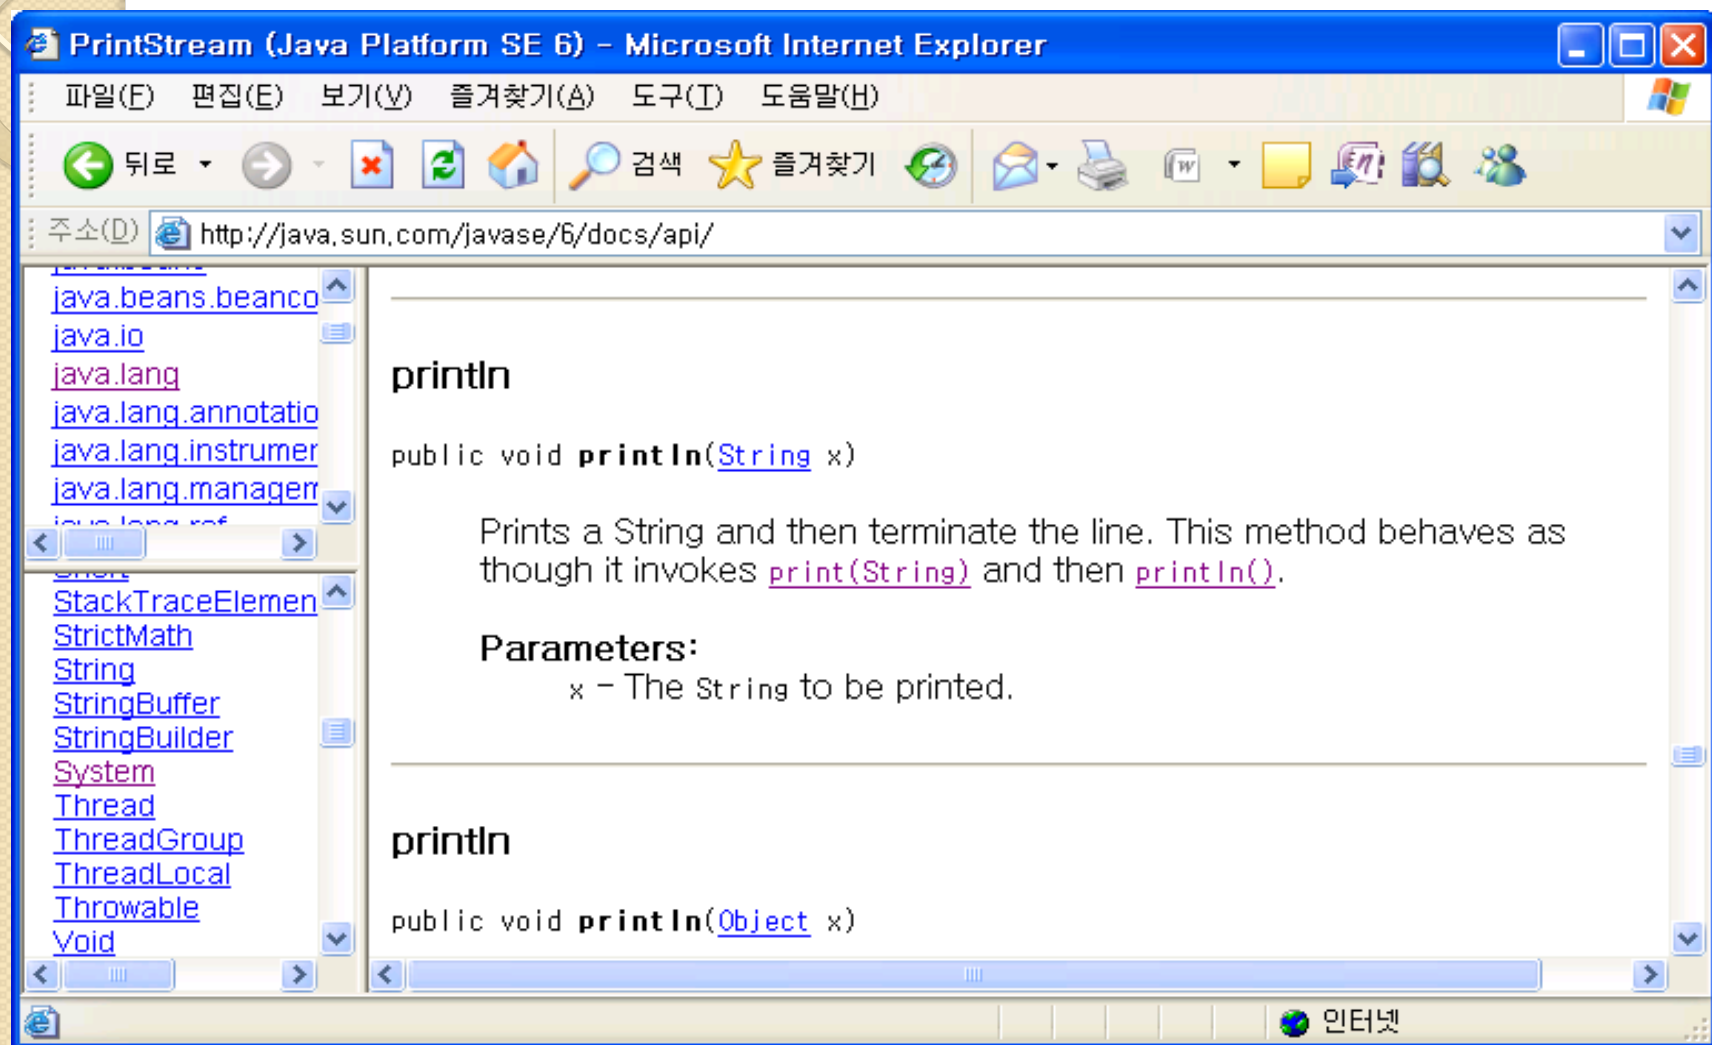 PrintStream (Java Platform SE 6) - Microsoft Internet Explorer
파일(F) 편집(E) 보기(V) 즐겨찾기(A) 도구(T) 도움말(H)
뒤로 검색 즐겨찾기
주소(D) http://java.sun.com/javase/6/docs/api/
java.beans.beanco
java.io
java.lang
java.lang.annotatio
java.lang.instrumer
java.lang.managem
StackTraceElemen
StrictMath
String
StringBuffer
StringBuilder
System
Thread
ThreadGroup
ThreadLocal
Throwable
Void
println
public void println(String x)
Prints a String and then terminate the line. This method behaves as
though it invokes print(String) and then println().
Parameters:
x - The String to be printed.
println
public void println(Object x)
인터넷